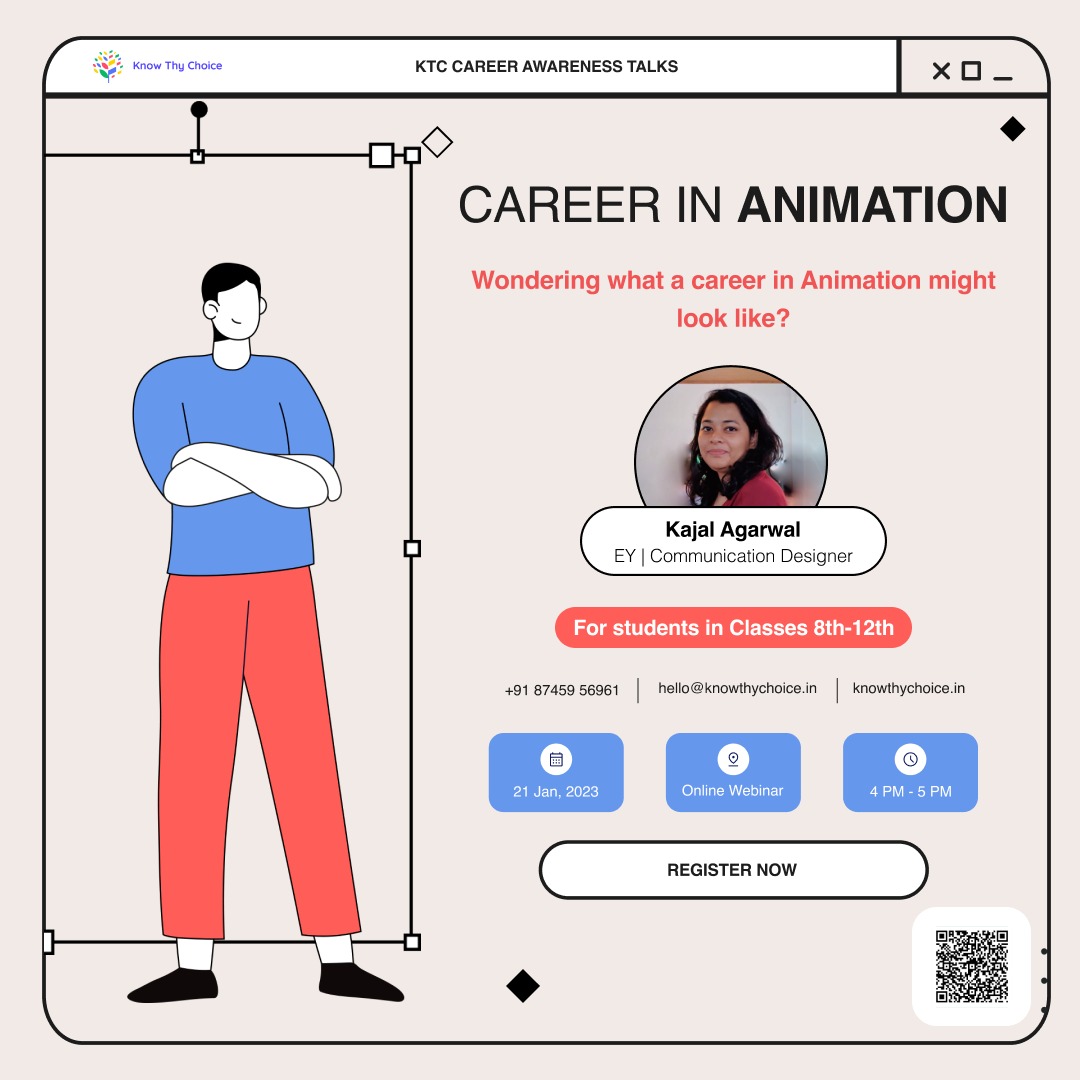 Know Thy Choice
KTC CAREER AWARENESS TALKS
CAREER IN ANIMATION
Wondering what a career in Animation might
look like?
Kajal Agarwal
EY | Communication Designer
For students in Classes 8th-12th
+91 87459 56961 | hello@knowthychoice.in | knowthychoice.in
21 Jan, 2023
Online Webinar
4 PM - 5 PM
REGISTER NOW